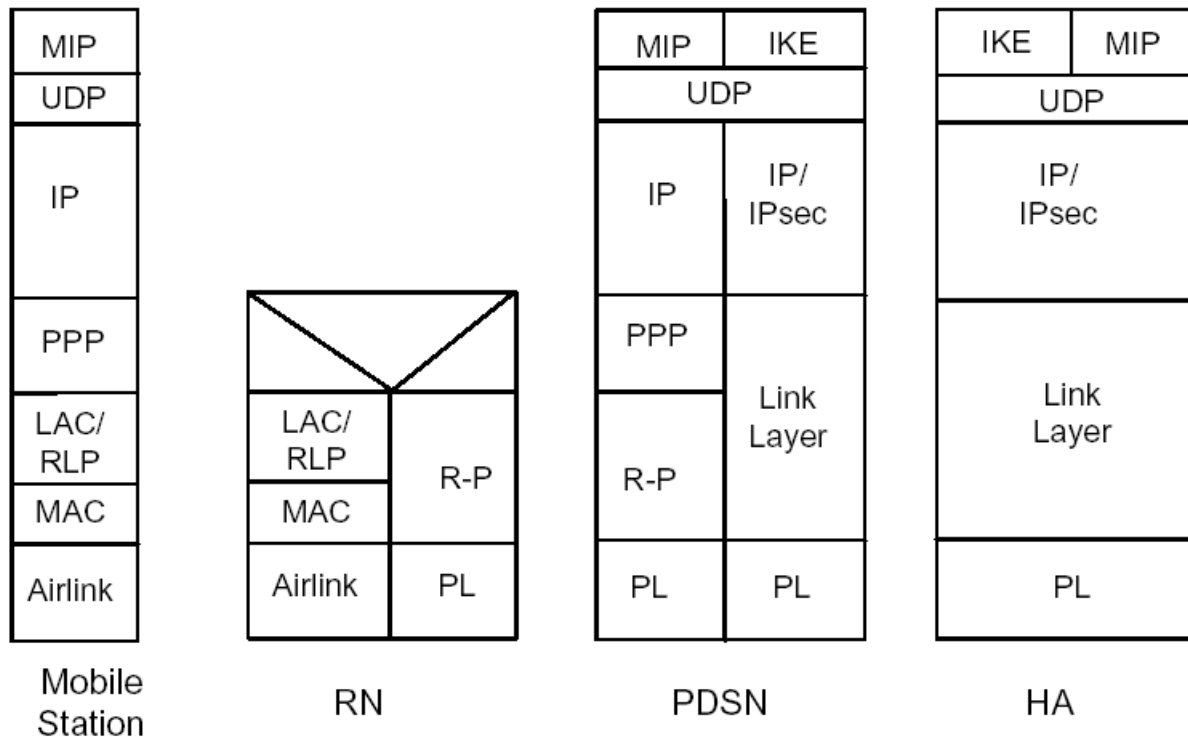 MIP
UDP
IP
PPP
LAC/
RLP
MAC
Airlink
Mobile
Station
LAC/
RLP
MAC
Airlink
R-P
PL
RN
MIP
IKE
UDP
IP
IP/
IPsec
PPP
R-P
Link
Layer
PL
PL
PDSN
IKE
MIP
UDP
IP/
IPsec
Link
Layer
PL
HA